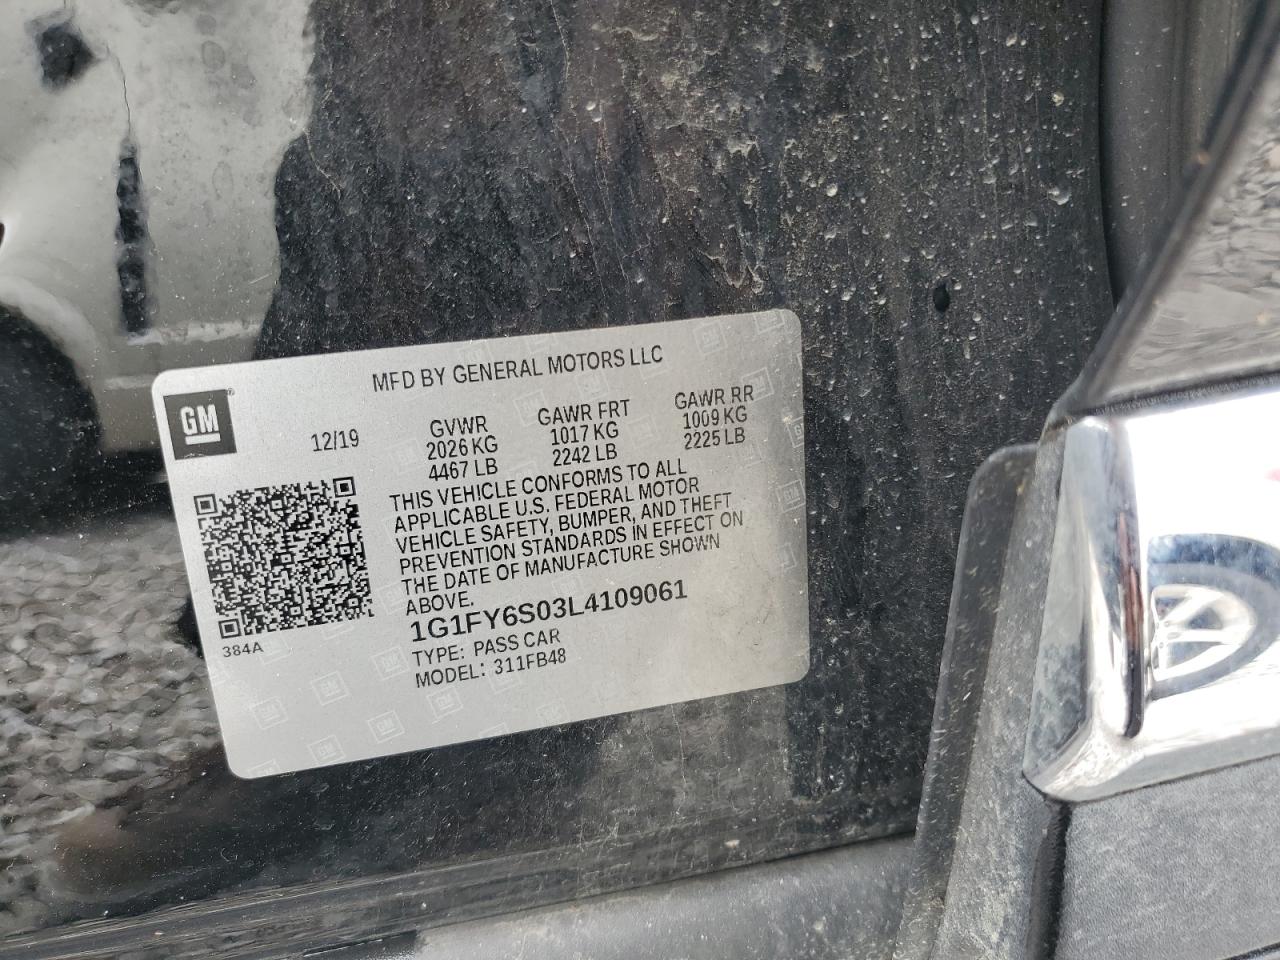 MFD BY GENERAL MOTORS LLC
GM
12/19
GVWR
2026 KG
4467 LB
GAWR FRT
1017 KG
2242 LB
GAWR RR
1009 KG
2225 LB
THIS VEHICLE CONFORMS TO ALL
APPLICABLE U.S. FEDERAL MOTOR
VEHICLE SAFETY, BUMPER, AND THEFT
PREVENTION STANDARDS IN EFFECT ON
THE DATE OF MANUFACTURE SHOWN
ABOVE.
1G1FY6S03L4109061
TYPE: PASS CAR
MODEL: 311FB48
384A